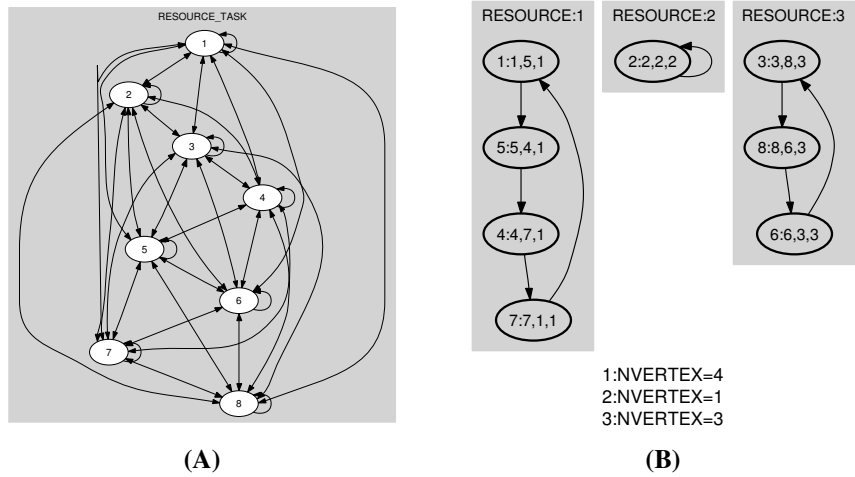 RESOURCE_TASK
1
2
3
4
5
6
7
8
(A)
RESOURCE:1
1:1,5,1
5:5,4,1
4:4,7,1
7:7,1,1
RESOURCE:2
2:2,2,2
RESOURCE:3
3:3,8,3
8:8,6,3
6:6,3,3
1:NVERTEX=4
2:NVERTEX=1
3:NVERTEX=3
(B)